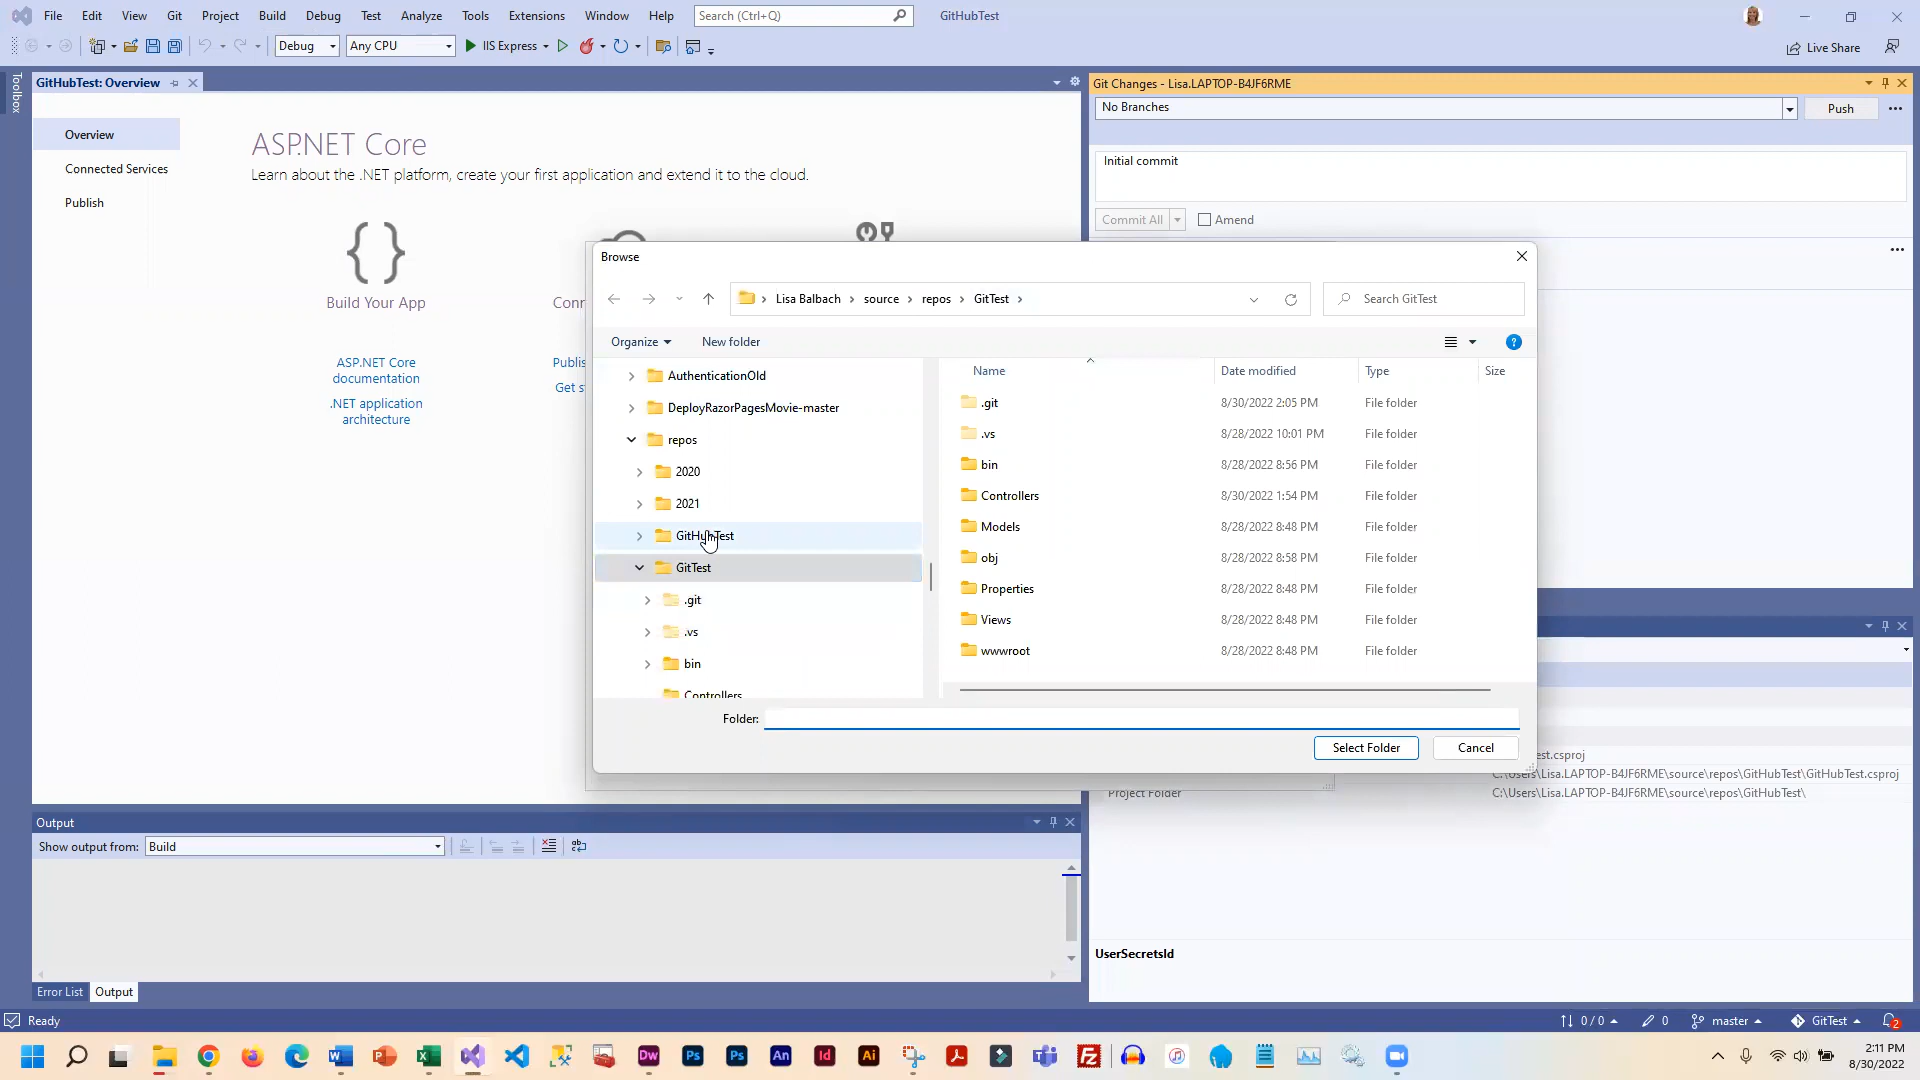 File Edit View Git Project Build Debug Test Analyze Tools Extensions Window Help Search (Ctrl+Q) GitHubTest
Debug Any CPU IIS Express Live Share
Toolbox
GitHubTest: Overview
Overview
Connected Services
Publish
ASP.NET Core
Learn about the .NET platform, create your first application and extend it to the cloud.
Build Your App
ASP.NET Core
documentation
.NET application
architecture
Git Changes - Lisa.LAPTOP-B4JF6RME
No Branches Push
Initial commit
Commit All Amend
Browse
Lisa Balbach source repos GitTest Search GitTest
Organize New folder
AuthenticationOld
DeployRazorPagesMovie-master
repos
2020
2021
GitHubTest
GitTest
.git
.vs
bin
Controllers
Name Date modified Type Size
.git 8/30/2022 2:05 PM File folder
.vs 8/28/2022 10:01 PM File folder
bin 8/28/2022 8:56 PM File folder
Controllers 8/30/2022 1:54 PM File folder
Models 8/28/2022 8:48 PM File folder
obj 8/28/2022 8:58 PM File folder
Properties 8/28/2022 8:48 PM File folder
Views 8/28/2022 8:48 PM File folder
wwwroot 8/28/2022 8:48 PM File folder
Folder:
Select Folder Cancel
est.csproj
C:\Users\Lisa.LAPTOP-B4JF6RME\source\repos\GitHubTest\GitHubTest.csproj
Project Folder C:\Users\Lisa.LAPTOP-B4JF6RME\source\repos\GitHubTest\
UserSecretsId
Output
Show output from: Build
Error List Output
Ready 0 / 0 0 master GitTest 2
2:11 PM
8/30/2022